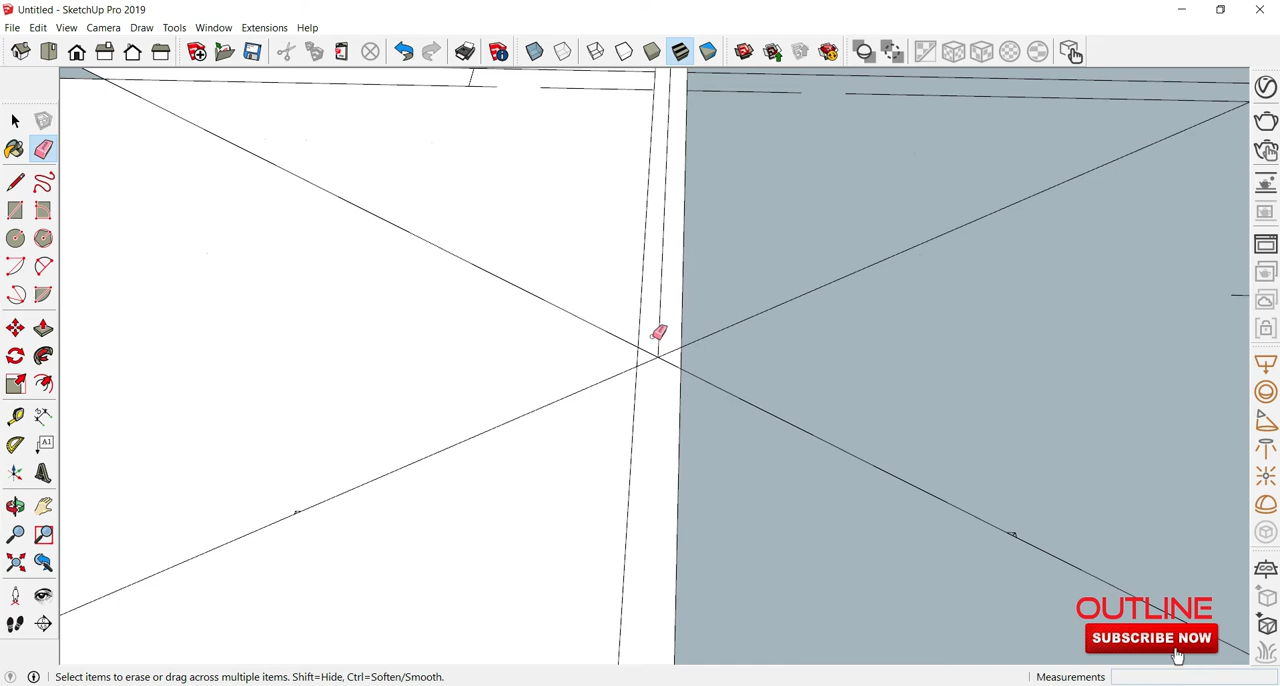 Untitled - SketchUp Pro 2019
File Edit View Camera Draw Tools Window Extensions Help
A1
OUTLINE
SUBSCRIBE NOW
Select items to erase or drag across multiple items. Shift=Hide, Ctrl=Soften/Smooth.
Measurements